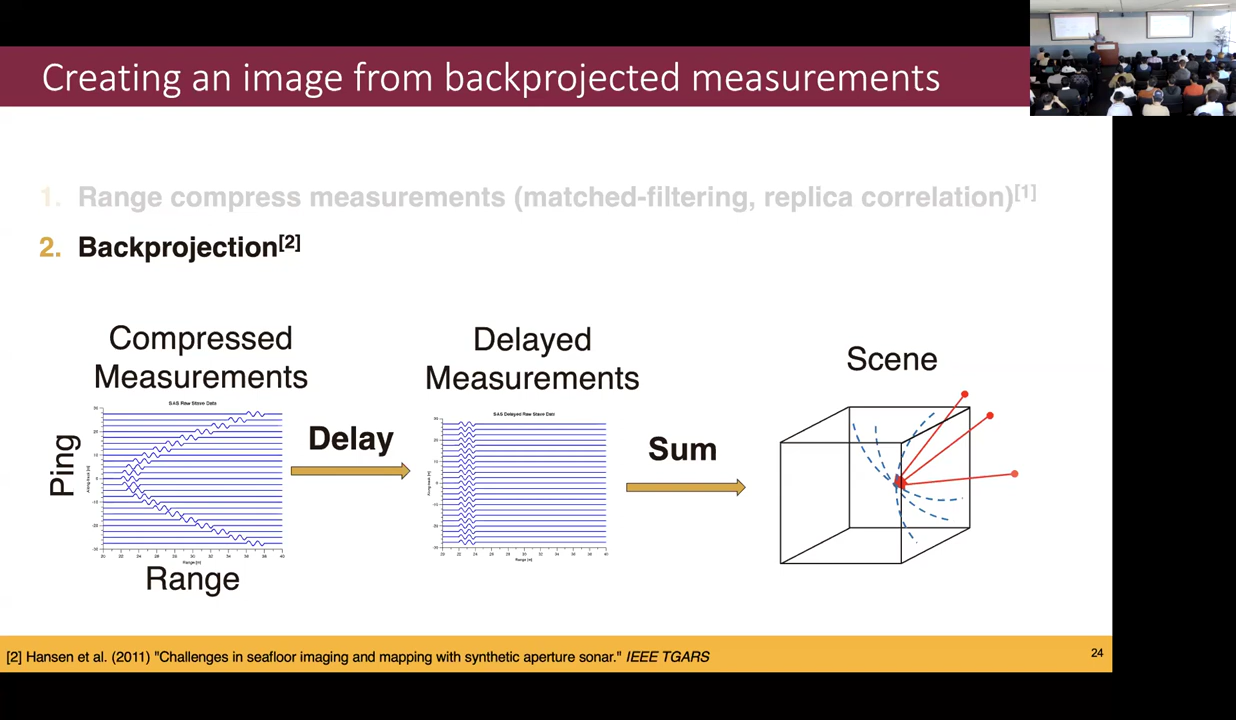 Creating an image from backprojected measurements
1. Range compress measurements (matched-filtering, replica correlation)[1]
2. Backprojection[2]
Compressed
Measurements
SAS Raw Stave Data
Ping
Range [m]
Range
Delay
Delayed
Measurements
SAS Delayed Raw Stave Data
Range [m]
Sum
Scene
[2] Hansen et al. (2011) "Challenges in seafloor imaging and mapping with synthetic aperture sonar." IEEE TGARS
24